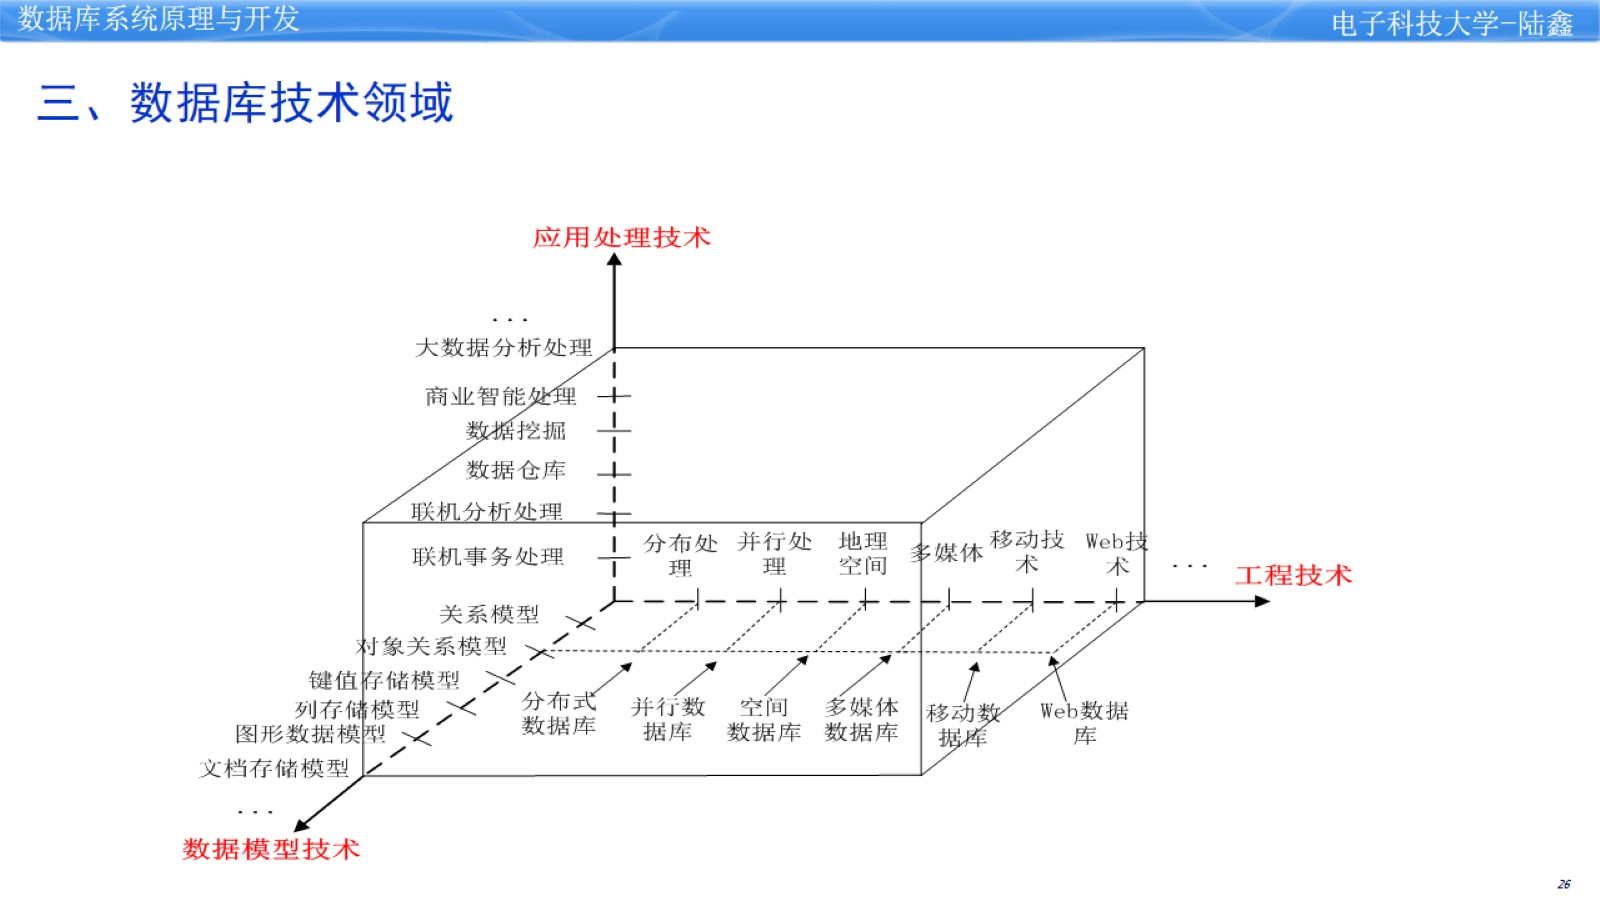 数据库系统原理与开发
电子科技大学-陆鑫
三、数据库技术领域
应用处理技术
...
大数据分析处理
商业智能处理
数据挖掘
数据仓库
联机分析处理
联机事务处理
分布处
理
并行处
理
地理
空间
多媒体
移动技
术
Web技
术
...
工程技术
关系模型
对象关系模型
键值存储模型
列存储模型
图形数据模型
文档存储模型
...
数据模型技术
分布式
数据库
并行数
据库
空间
数据库
多媒体
数据库
移动数
据库
Web数据
库
26